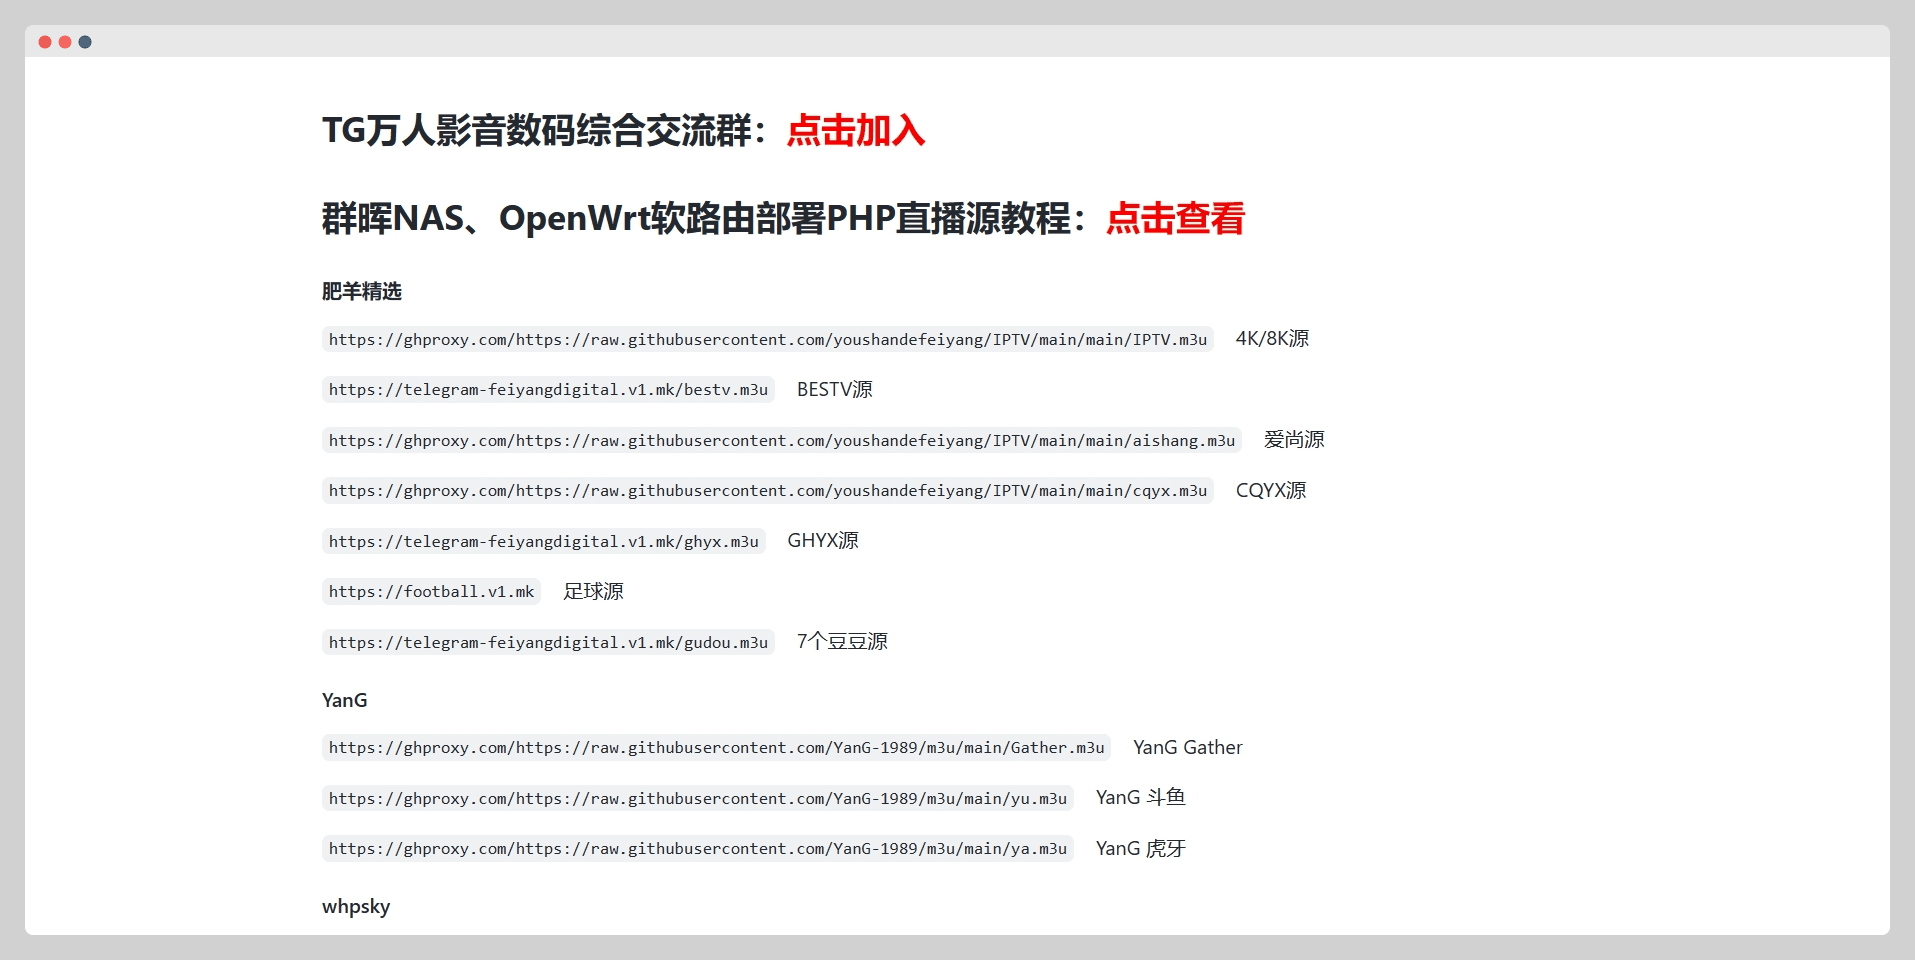 TG万人影音数码综合交流群：点击加入
群晖NAS、OpenWrt软路由部署PHP直播源教程：点击查看
肥羊精选
https://ghproxy.com/https://raw.githubusercontent.com/youshandefeiyang/IPTV/main/main/IPTV.m3u 4K/8K源
https://telegram-feiyangdigital.v1.mk/bestv.m3u BESTV源
https://ghproxy.com/https://raw.githubusercontent.com/youshandefeiyang/IPTV/main/main/aishang.m3u 爱尚源
https://ghproxy.com/https://raw.githubusercontent.com/youshandefeiyang/IPTV/main/main/cqyx.m3u CQYX源
https://telegram-feiyangdigital.v1.mk/ghyx.m3u GHYX源
https://football.v1.mk 足球源
https://telegram-feiyangdigital.v1.mk/gudou.m3u 7个豆豆源
YanG
https://ghproxy.com/https://raw.githubusercontent.com/YanG-1989/m3u/main/Gather.m3u YanG Gather
https://ghproxy.com/https://raw.githubusercontent.com/YanG-1989/m3u/main/yu.m3u YanG 斗鱼
https://ghproxy.com/https://raw.githubusercontent.com/YanG-1989/m3u/main/ya.m3u YanG 虎牙
whpsky